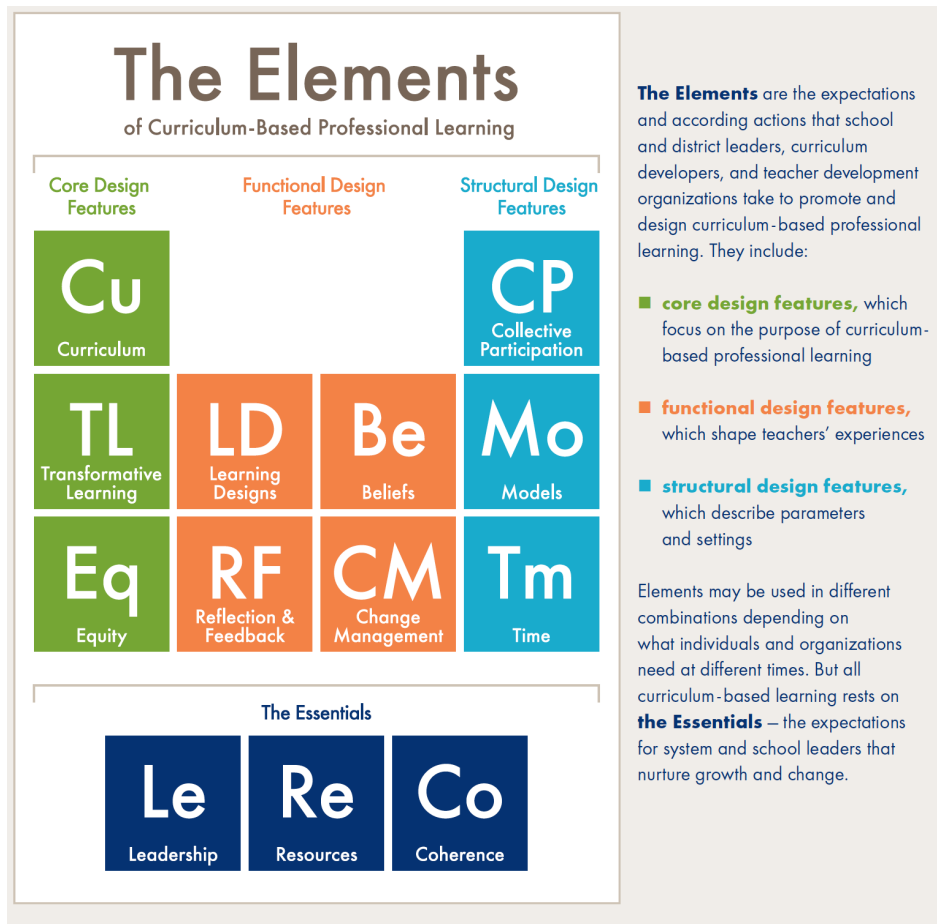 The Elements
of Curriculum-Based Professional Learning
Core Design
Features
Functional Design
Features
Structural Design
Features
Cu
Curriculum
CP
Collective
Participation
TL
Transformative
Learning
LD
Learning
Designs
Be
Beliefs
Mo
Models
Eq
Equity
RF
Reflection &
Feedback
CM
Change
Management
Tm
Time
The Essentials
Le
Leadership
Re
Resources
Co
Coherence
The Elements are the expectations
and according actions that school
and district leaders, curriculum
developers, and teacher development
organizations take to promote and
design curriculum-based professional
learning. They include:
core design features, which
focus on the purpose of curriculum-
based professional learning
functional design features,
which shape teachers’ experiences
structural design features,
which describe parameters
and settings
Elements may be used in different
combinations depending on
what individuals and organizations
need at different times. But all
curriculum-based learning rests on
the Essentials — the expectations
for system and school leaders that
nurture growth and change.